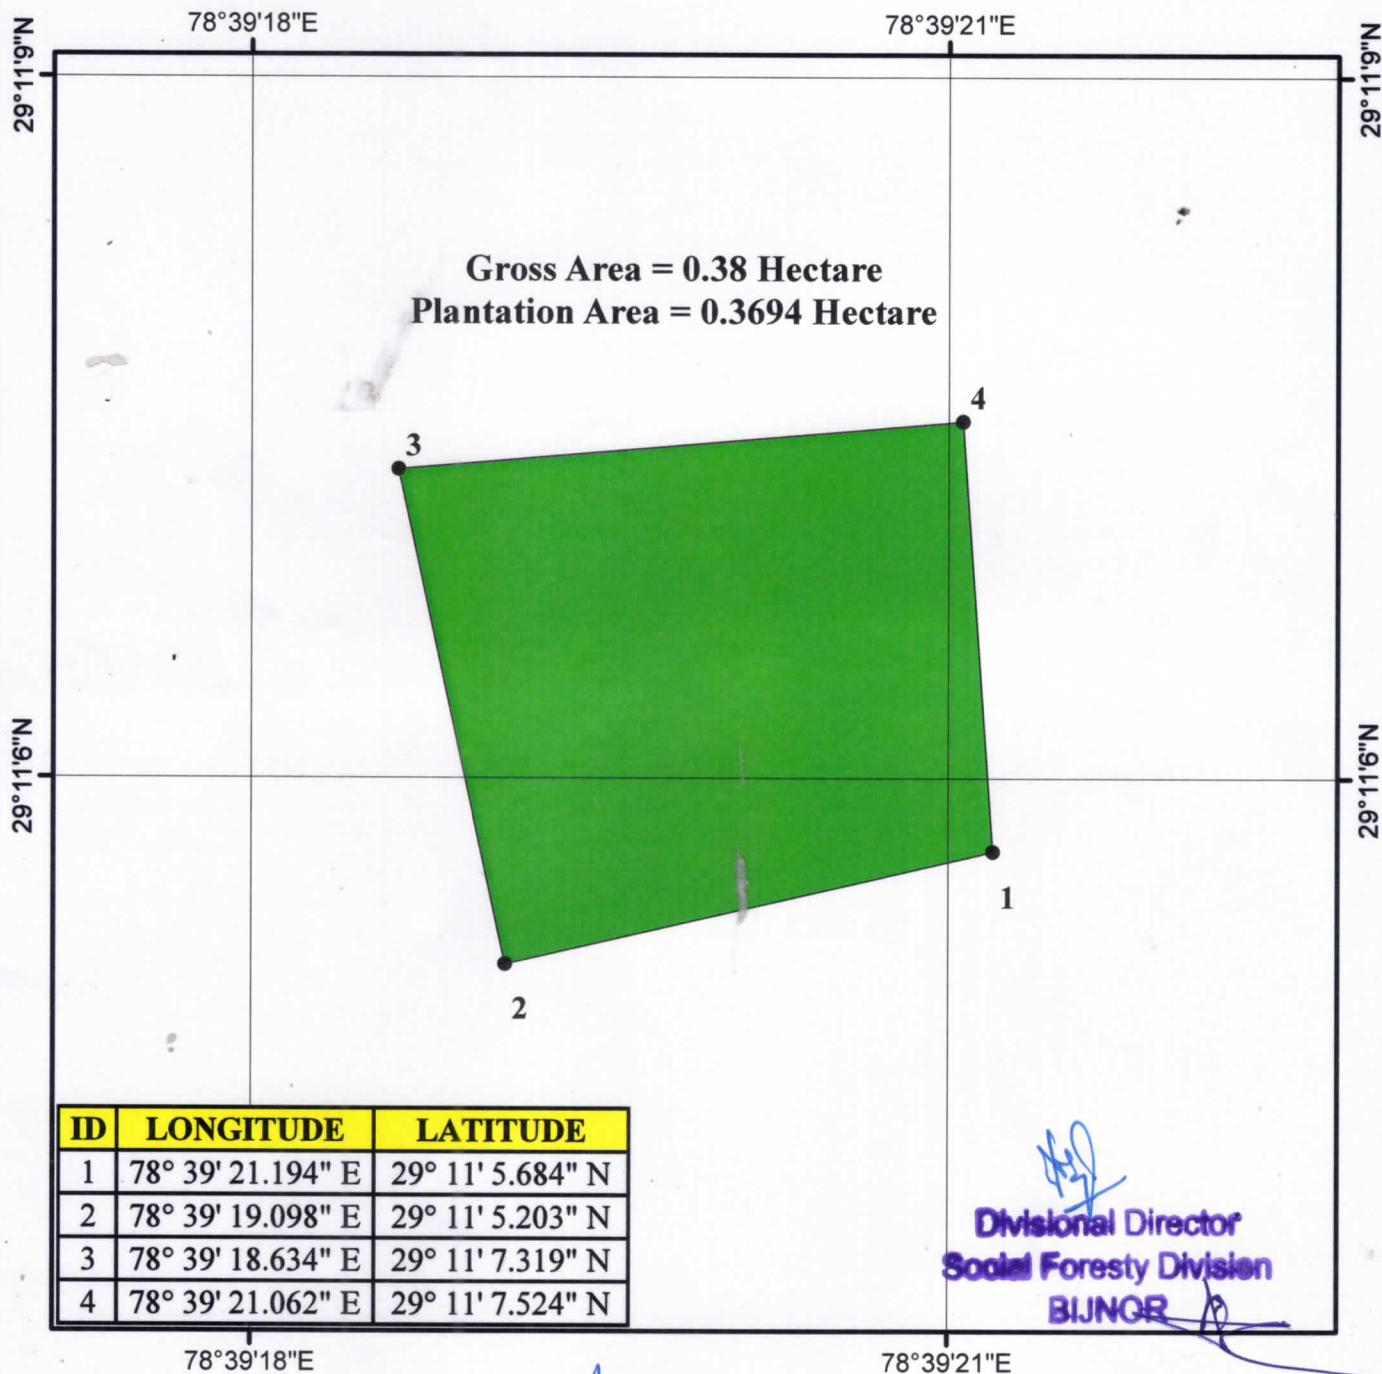 78°39'18"E 78°39'21"E
29°11'9"N 29°11'9"N
Gross Area = 0.38 Hectare
Plantation Area = 0.3694 Hectare
4
3
29°11'6"N 29°11'6"N
1
2
ID LONGITUDE LATITUDE
1 78° 39' 21.194" E 29° 11' 5.684" N
2 78° 39' 19.098" E 29° 11' 5.203" N
3 78° 39' 18.634" E 29° 11' 7.319" N
4 78° 39' 21.062" E 29° 11' 7.524" N
Divisional Director
Social Foresty Division
BIJNOR
78°39'18"E 78°39'21"E